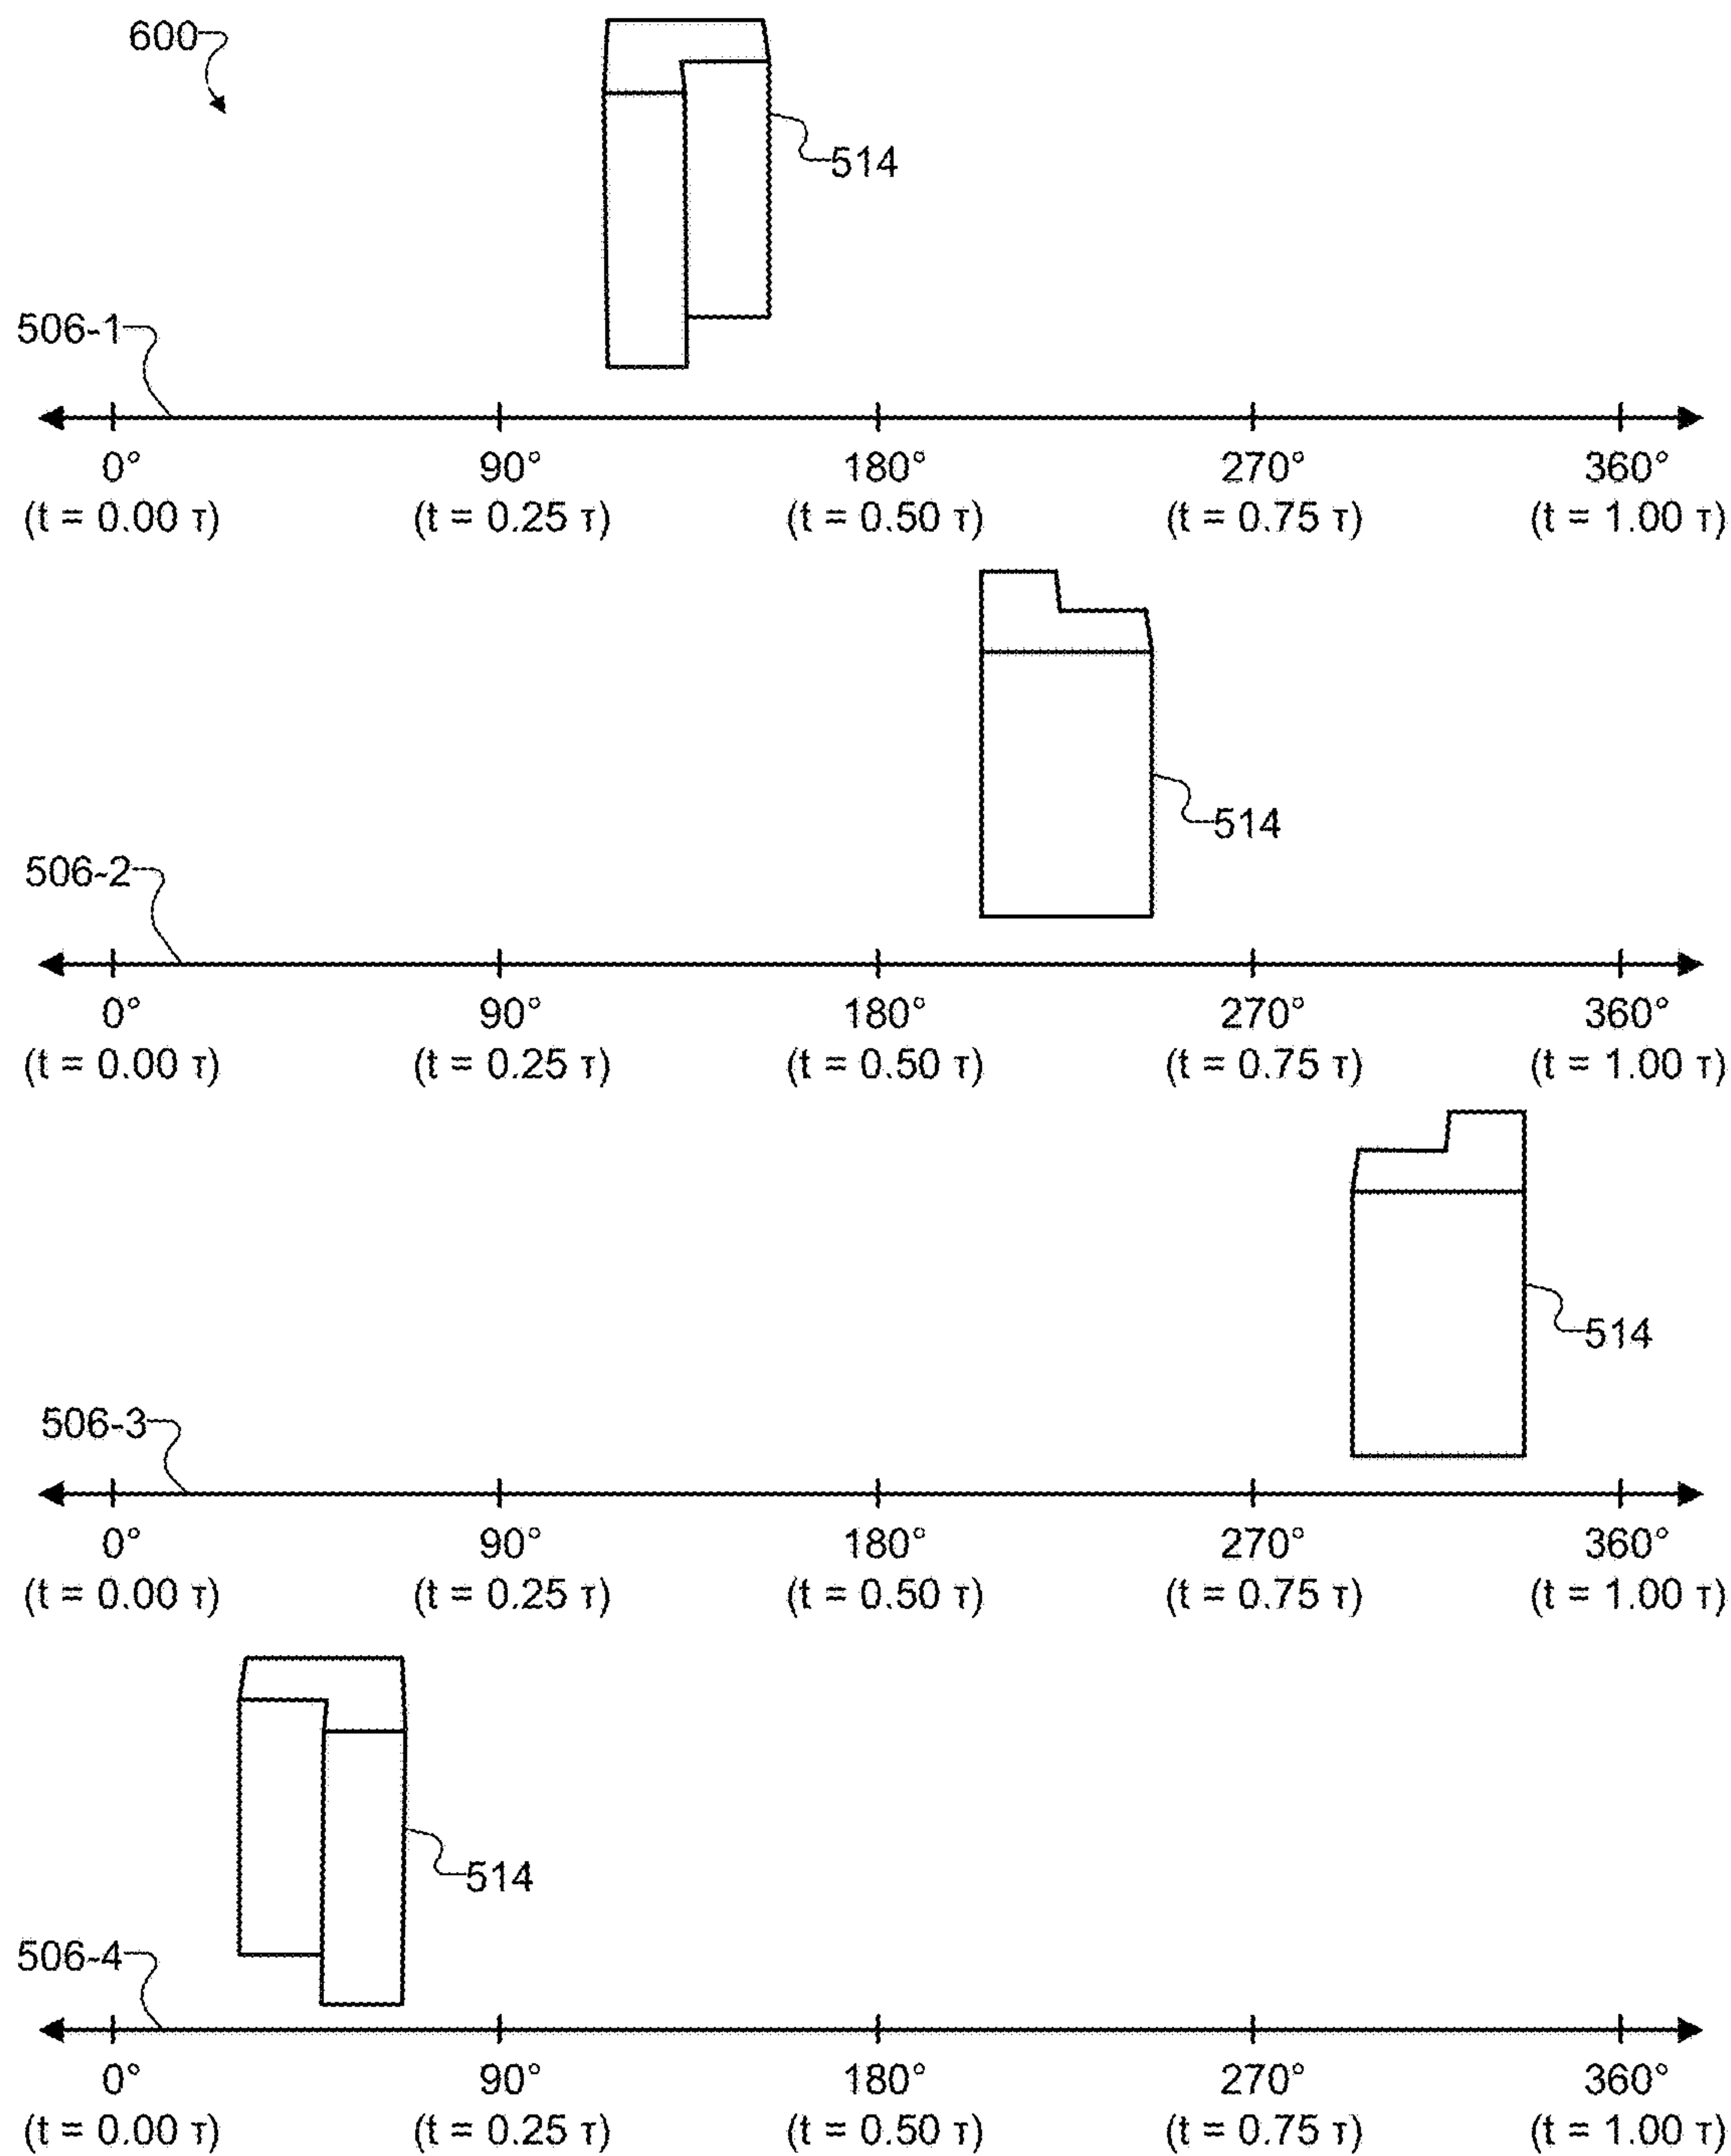 600
514
506-1
0° 90° 180° 270° 360°
(t = 0.00 τ) (t = 0.25 τ) (t = 0.50 τ) (t = 0.75 τ) (t = 1.00 τ)
514
506-2
0° 90° 180° 270° 360°
(t = 0.00 τ) (t = 0.25 τ) (t = 0.50 τ) (t = 0.75 τ) (t = 1.00 τ)
514
506-3
0° 90° 180° 270° 360°
(t = 0.00 τ) (t = 0.25 τ) (t = 0.50 τ) (t = 0.75 τ) (t = 1.00 τ)
514
506-4
0° 90° 180° 270° 360°
(t = 0.00 τ) (t = 0.25 τ) (t = 0.50 τ) (t = 0.75 τ) (t = 1.00 τ)